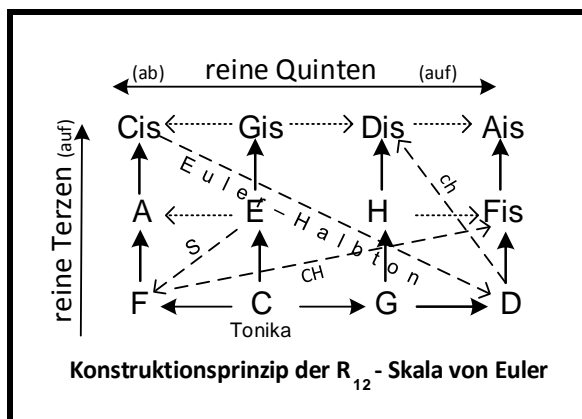 (ab) reine Quinten (auf)
Cis Gis Dis Ais
reine Terzen (auf)
Euler-Halbton
ch
A E H Fis
S
CH
F C G D
Tonika
Konstruktionsprinzip der R₁₂ - Skala von Euler